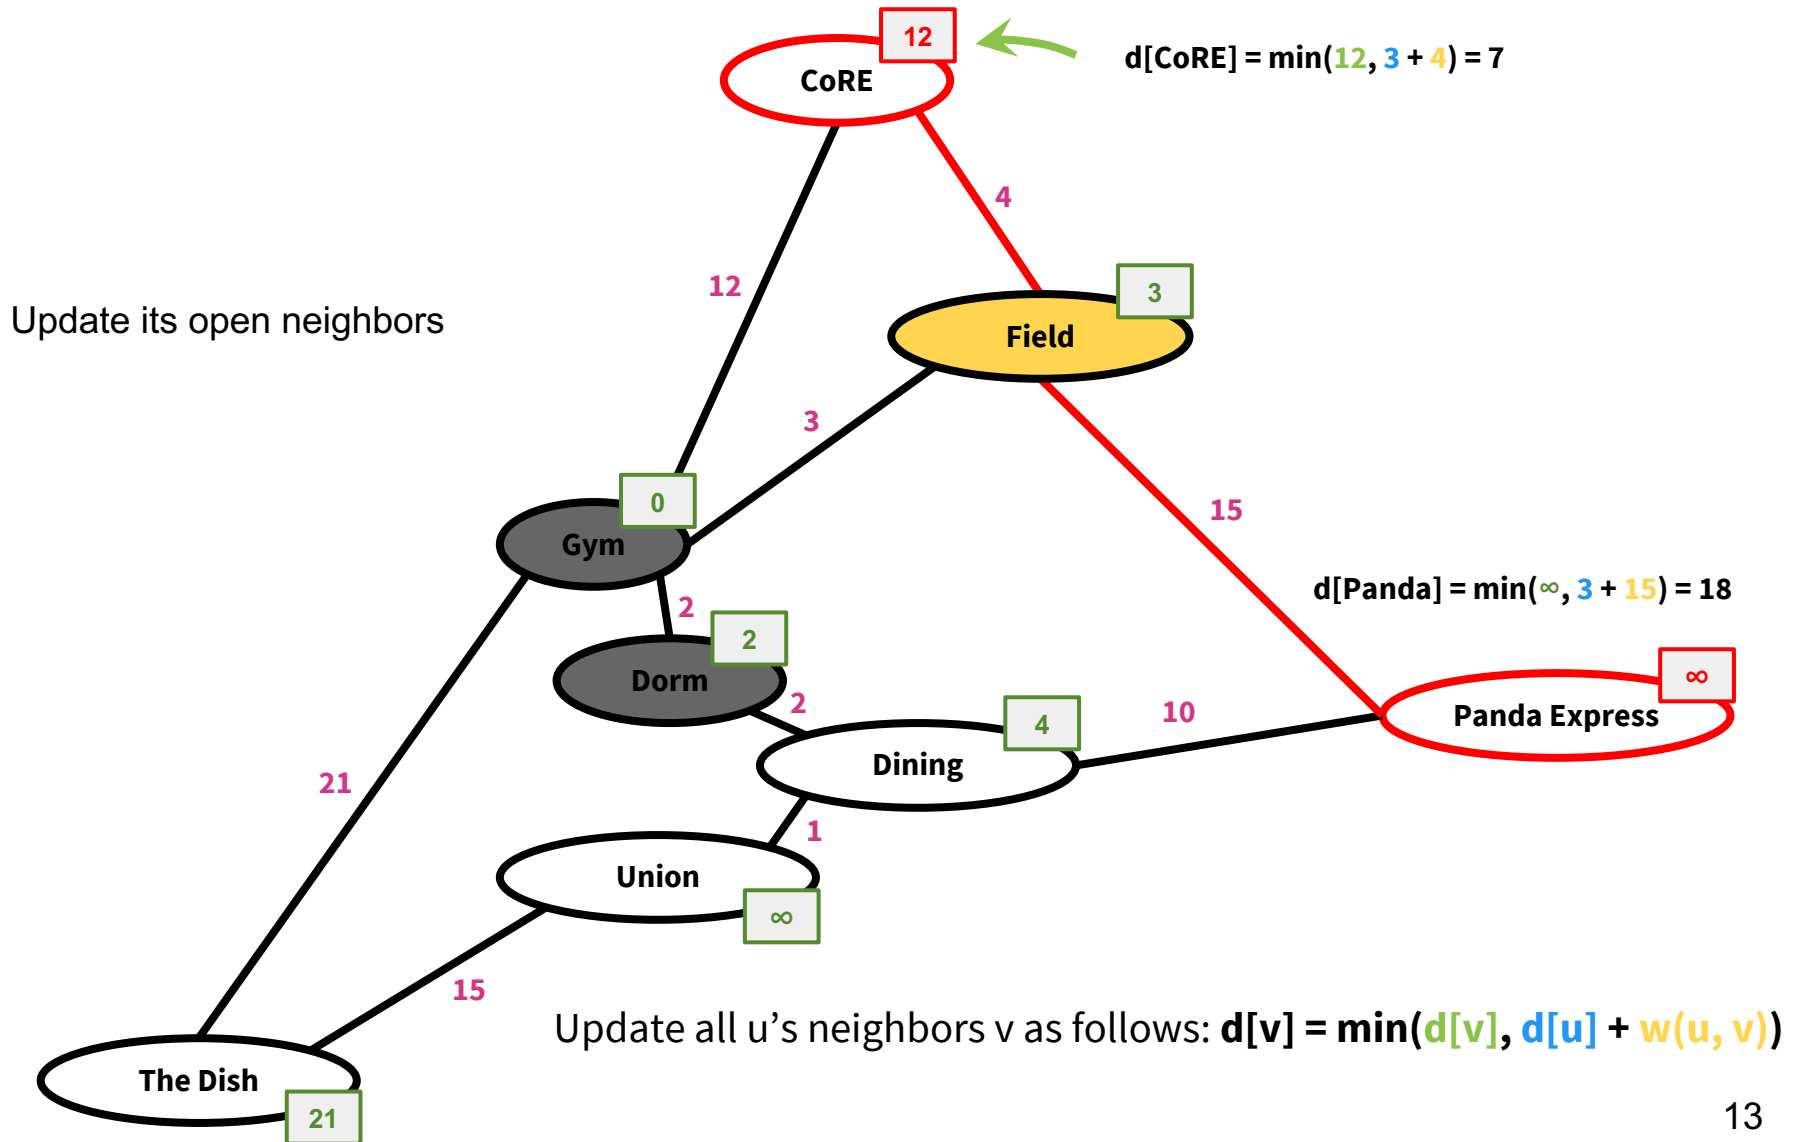 12
CoRE
d[CoRE] = min(12, 3 + 4) = 7
4
12
3
Update its open neighbors
Field
3
15
0
Gym
d[Panda] = min(∞, 3 + 15) = 18
2
2
Dorm
2
∞
Panda Express
4
10
Dining
21
1
Union
∞
15
Update all u’s neighbors v as follows: d[v] = min(d[v], d[u] + w(u, v))
The Dish
21
13